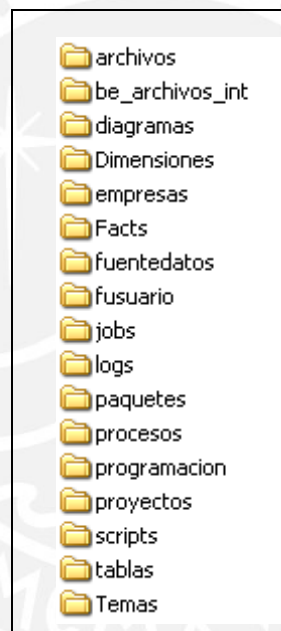 archivos
be_archivos_int
diagramas
Dimensiones
empresas
Facts
fuentedatos
fusuario
jobs
logs
paquetes
procesos
programacion
proyectos
scripts
tablas
Temas